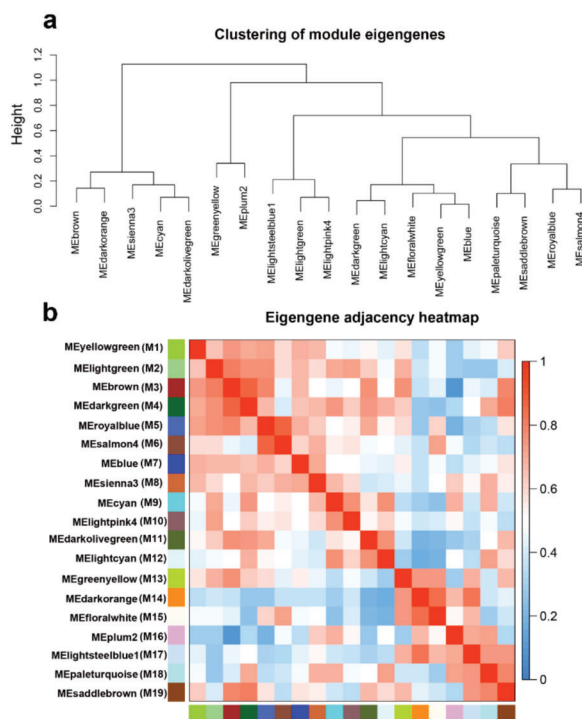 a
Clustering of module eigengenes
Height
0.0 0.2 0.4 0.6 0.8 1.0 1.2
MEbrown
MEdarkorange
MEsienna3
MEcyan
MEdarkolivegreen
MEgreenyellow
MEplum2
MElightsteelblue1
MElightgreen
MElightpink4
MEdarkgreen
MElightcyan
MEfloralwhite
MEyellowgreen
MEblue
MEpaleturquoise
MEsaddlebrown
MEroyalblue
MEsalmon4
b
Eigengene adjacency heatmap
MEyellowgreen (M1)
MElightgreen (M2)
MEbrown (M3)
MEdarkgreen (M4)
MEroyalblue (M5)
MEsalmon4 (M6)
MEblue (M7)
MEsienna3 (M8)
MEcyan (M9)
MElightpink4 (M10)
MEdarkolivegreen (M11)
MElightcyan (M12)
MEgreenyellow (M13)
MEdarkorange (M14)
MEfloralwhite (M15)
MEplum2 (M16)
MElightsteelblue1 (M17)
MEpaleturquoise (M18)
MEsaddlebrown (M19)
1
0.8
0.6
0.4
0.2
0